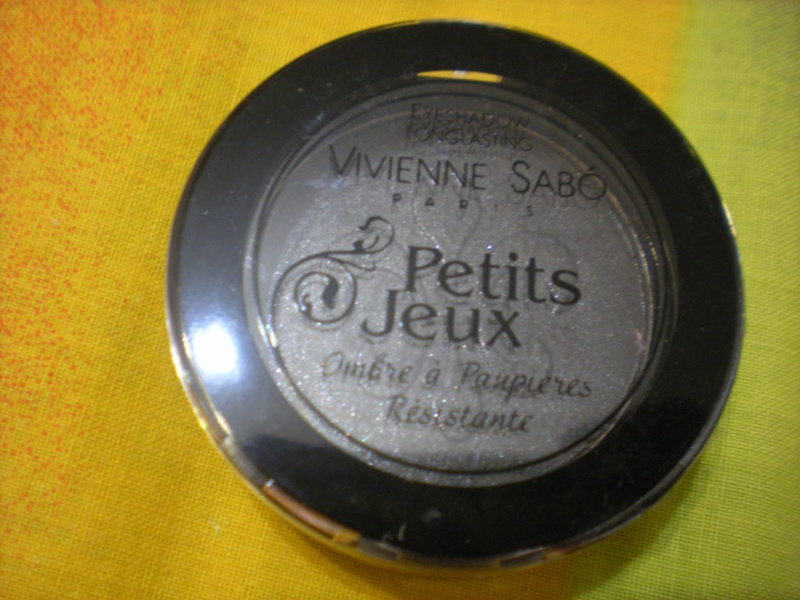 EYESHADOW
LONGLASTING
VIVIENNE SABÓ
PARIS
Petits
Jeux
Ombre à Paupières
Résistante